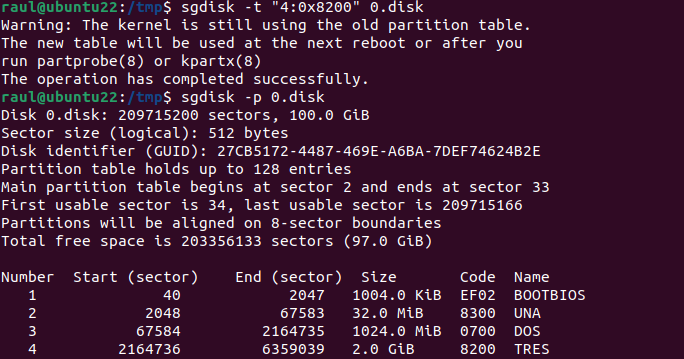 raul@ubuntu22:/tmp$ sgdisk -t "4:0x8200" 0.disk
Warning: The kernel is still using the old partition table.
The new table will be used at the next reboot or after you
run partprobe(8) or kpartx(8)
The operation has completed successfully.
raul@ubuntu22:/tmp$ sgdisk -p 0.disk
Disk 0.disk: 209715200 sectors, 100.0 GiB
Sector size (logical): 512 bytes
Disk identifier (GUID): 27CB5172-4487-469E-A6BA-7DEF74624B2E
Partition table holds up to 128 entries
Main partition table begins at sector 2 and ends at sector 33
First usable sector is 34, last usable sector is 209715166
Partitions will be aligned on 8-sector boundaries
Total free space is 203356133 sectors (97.0 GiB)
Number  Start (sector)    End (sector)  Size       Code  Name
   1              40            2047   1004.0 KiB  EF02  BOOTBIOS
   2            2048           67583   32.0 MiB    8300  UNA
   3           67584         2164735   1024.0 MiB  0700  DOS
   4         2164736         6359039   2.0 GiB     8200  TRES